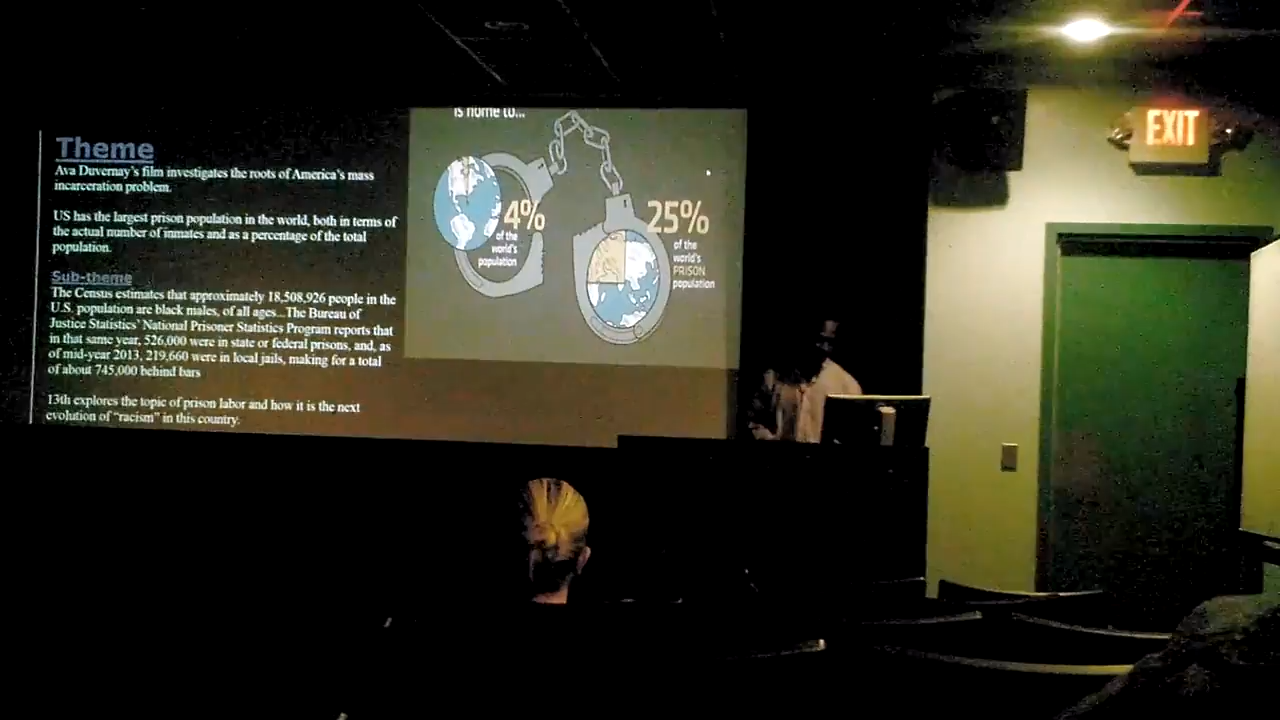 Theme
Ava Duvernay's film investigates the roots of America's mass
incarceration problem.
US has the largest prison population in the world, both in terms of
the actual number of inmates and as a percentage of the total
population.
Sub-theme
The Census estimates that approximately 18,508,926 people in the
U.S. population are black males, of all ages...The Bureau of
Justice Statistics' National Prisoner Statistics Program reports that
in that same year, 526,000 were in state or federal prisons, and, as
of mid-year 2013, 219,660 were in local jails, making for a total
of about 745,000 behind bars
13th explores the topic of prison labor and how it is the next
evolution of "racism" in this country.
is home to...
4%
of the
world's
population
25%
of the
world's
PRISON
population
EXIT